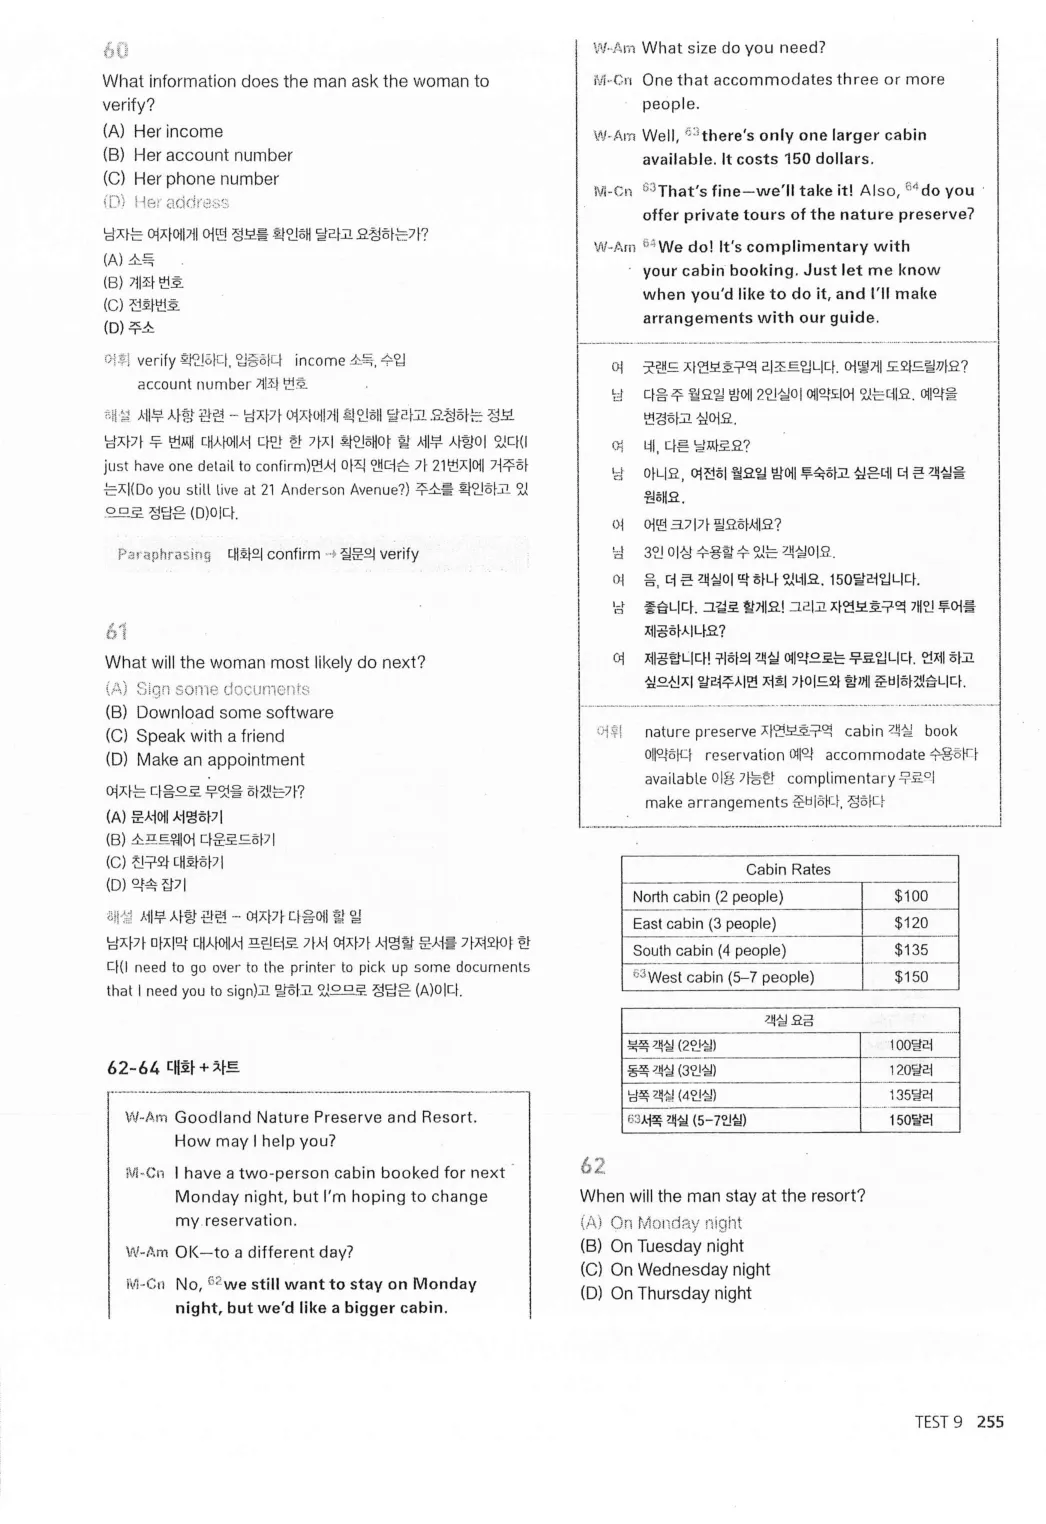 60
What information does the man ask the woman to
verify?
(A) Her income
(B) Her account number
(C) Her phone number
(D) Her address
남자는 여자에게 어떤 정보를 확인해 달라고 요청하는가?
(A) 소득
(B) 계좌 번호
(C) 전화번호
(D) 주소
어휘 verify 확인하다, 입증하다 income 소득, 수입
account number 계좌 번호
해설 세부 사항 관련 – 남자가 여자에게 확인해 달라고 요청하는 정보
남자가 두 번째 대사에서 다만 한 가지 확인해야 할 세부 사항이 있다(I
just have one detail to confirm)면서 아직 앤더슨 가 21번지에 거주하
는지(Do you still live at 21 Anderson Avenue?) 주소를 확인하고 있
으므로 정답은 (D)이다.
Paraphrasing 대화의 confirm → 질문의 verify
61
What will the woman most likely do next?
(A) Sign some documents
(B) Download some software
(C) Speak with a friend
(D) Make an appointment
여자는 다음으로 무엇을 하겠는가?
(A) 문서에 서명하기
(B) 소프트웨어 다운로드하기
(C) 친구와 대화하기
(D) 약속 잡기
해설 세부 사항 관련 – 여자가 다음에 할 일
남자가 마지막 대사에서 프린터로 가서 여자가 서명할 문서를 가져와야 한
다(I need to go over to the printer to pick up some documents
that I need you to sign)고 말하고 있으므로 정답은 (A)이다.
62-64 대화 + 차트
W-Am Goodland Nature Preserve and Resort.
How may I help you?
M-Cn I have a two-person cabin booked for next
Monday night, but I'm hoping to change
my reservation.
W-Am OK—to a different day?
M-Cn No, 62we still want to stay on Monday
night, but we'd like a bigger cabin.
W-Am What size do you need?
M-Cn One that accommodates three or more
people.
W-Am Well, 63there's only one larger cabin
available. It costs 150 dollars.
M-Cn 63That's fine—we'll take it! Also, 64do you
offer private tours of the nature preserve?
W-Am 64We do! It's complimentary with
your cabin booking. Just let me know
when you'd like to do it, and I'll make
arrangements with our guide.
여 굿랜드 자연보호구역 리조트입니다. 어떻게 도와드릴까요?
남 다음 주 월요일 밤에 2인실이 예약되어 있는데요. 예약을
변경하고 싶어요.
여 네, 다른 날짜로요?
남 아니요, 여전히 월요일 밤에 투숙하고 싶은데 더 큰 객실을
원해요.
여 어떤 크기가 필요하세요?
남 3인 이상 수용할 수 있는 객실이요.
여 음, 더 큰 객실이 딱 하나 있네요. 150달러입니다.
남 좋습니다. 그걸로 할게요! 그리고 자연보호구역 개인 투어를
제공하시나요?
여 제공합니다! 귀하의 객실 예약으로는 무료입니다. 언제 하고
싶으신지 알려주시면 저희 가이드와 함께 준비하겠습니다.
어휘 nature preserve 자연보호구역 cabin 객실 book
예약하다 reservation 예약 accommodate 수용하다
available 이용 가능한 complimentary 무료의
make arrangements 준비하다, 정하다
Cabin Rates
North cabin (2 people) $100
East cabin (3 people) $120
South cabin (4 people) $135
63West cabin (5–7 people) $150
객실 요금
북쪽 객실 (2인실) 100달러
동쪽 객실 (3인실) 120달러
남쪽 객실 (4인실) 135달러
63서쪽 객실 (5–7인실) 150달러
62
When will the man stay at the resort?
(A) On Monday night
(B) On Tuesday night
(C) On Wednesday night
(D) On Thursday night
TEST 9 255